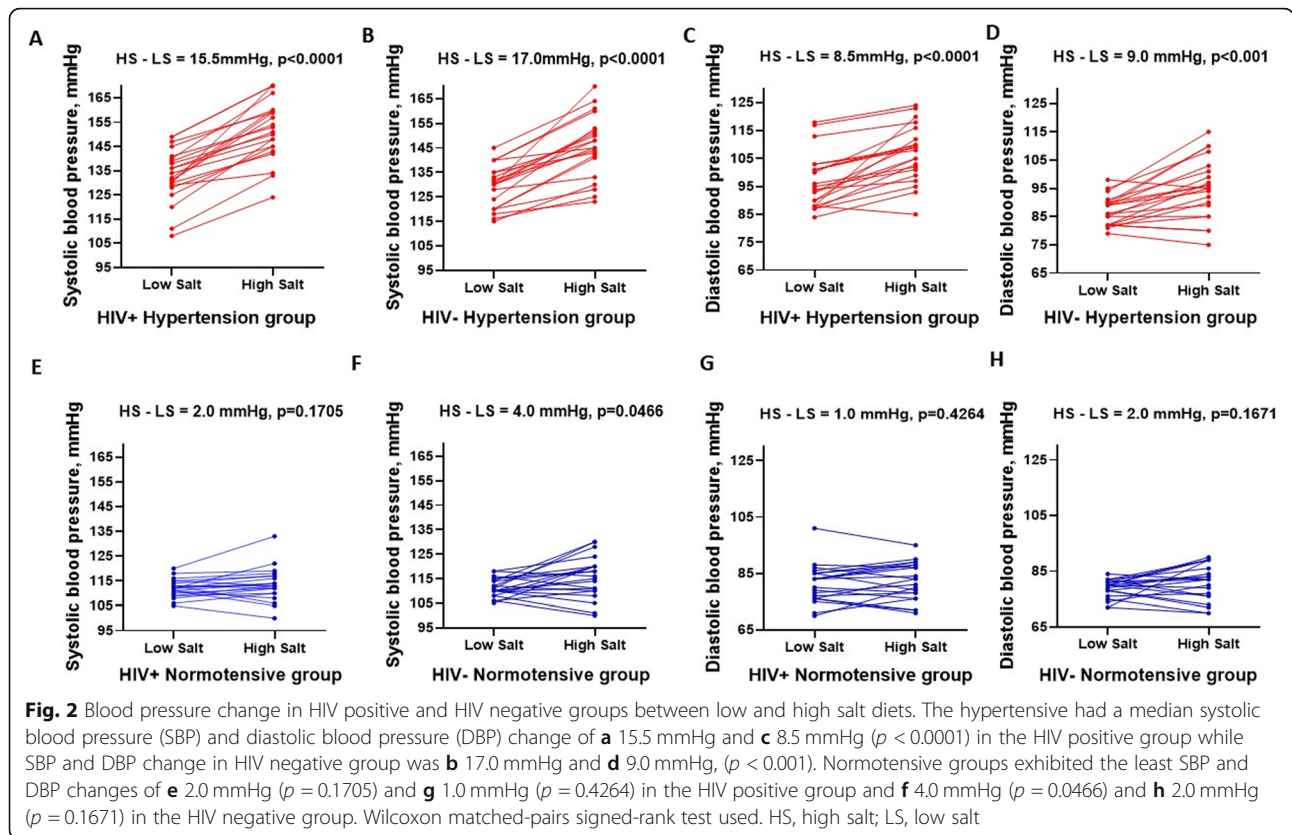 A
B
C
D
HS - LS = 15.5mmHg, p<0.0001
HS - LS = 17.0mmHg, p<0.0001
HS - LS = 8.5mmHg, p<0.0001
HS - LS = 9.0 mmHg, p<0.001
Systolic blood pressure, mmHg
165
155
145
135
125
115
105
95
Low Salt High Salt
HIV+ Hypertension group
Systolic blood pressure, mmHg
165
155
145
135
125
115
105
95
Low Salt High Salt
HIV- Hypertension group
Diastolic blood pressure, mmHg
125
115
105
95
85
75
65
Low Salt High Salt
HIV+ Hypertension group
Diastolic blood pressure, mmHg
125
115
105
95
85
75
65
Low Salt High Salt
HIV- Hypertension group
E
F
G
H
HS - LS = 2.0 mmHg, p=0.1705
HS - LS = 4.0 mmHg, p=0.0466
HS - LS = 1.0 mmHg, p=0.4264
HS - LS = 2.0 mmHg, p=0.1671
Systolic blood pressure, mmHg
165
155
145
135
125
115
105
95
Low Salt High Salt
HIV+ Normotensive group
Systolic blood pressure, mmHg
165
155
145
135
125
115
105
95
Low Salt High Salt
HIV- Normotensive group
Diastolic blood pressure, mmHg
125
105
85
65
Low Salt High Salt
HIV+ Normotensive group
Diastolic blood pressure, mmHg
125
105
85
65
Low Salt High Salt
HIV- Normotensive group
Fig. 2 Blood pressure change in HIV positive and HIV negative groups between low and high salt diets. The hypertensive had a median systolic
blood pressure (SBP) and diastolic blood pressure (DBP) change of a 15.5 mmHg and c 8.5 mmHg (p < 0.0001) in the HIV positive group while
SBP and DBP change in HIV negative group was b 17.0 mmHg and d 9.0 mmHg, (p < 0.001). Normotensive groups exhibited the least SBP and
DBP changes of e 2.0 mmHg (p = 0.1705) and g 1.0 mmHg (p = 0.4264) in the HIV positive group and f 4.0 mmHg (p = 0.0466) and h 2.0 mmHg
(p = 0.1671) in the HIV negative group. Wilcoxon matched-pairs signed-rank test used. HS, high salt; LS, low salt